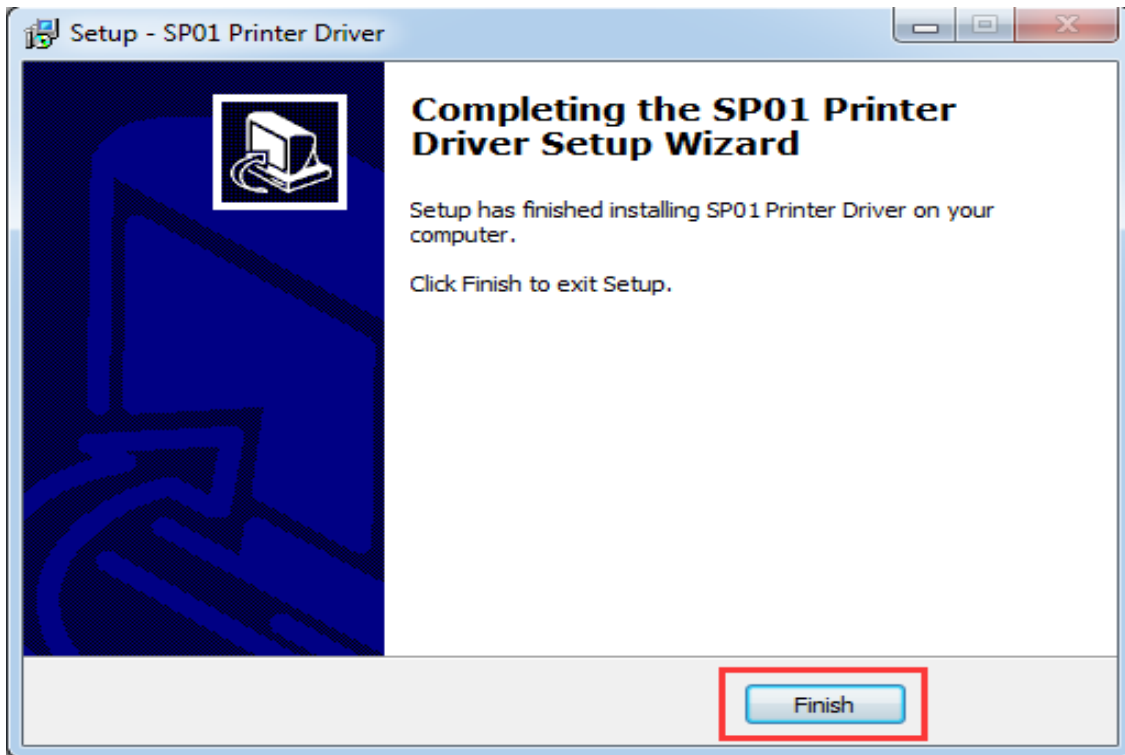 Setup - SP01 Printer Driver
Completing the SP01 Printer
Driver Setup Wizard
Setup has finished installing SP01 Printer Driver on your
computer.
Click Finish to exit Setup.
Finish